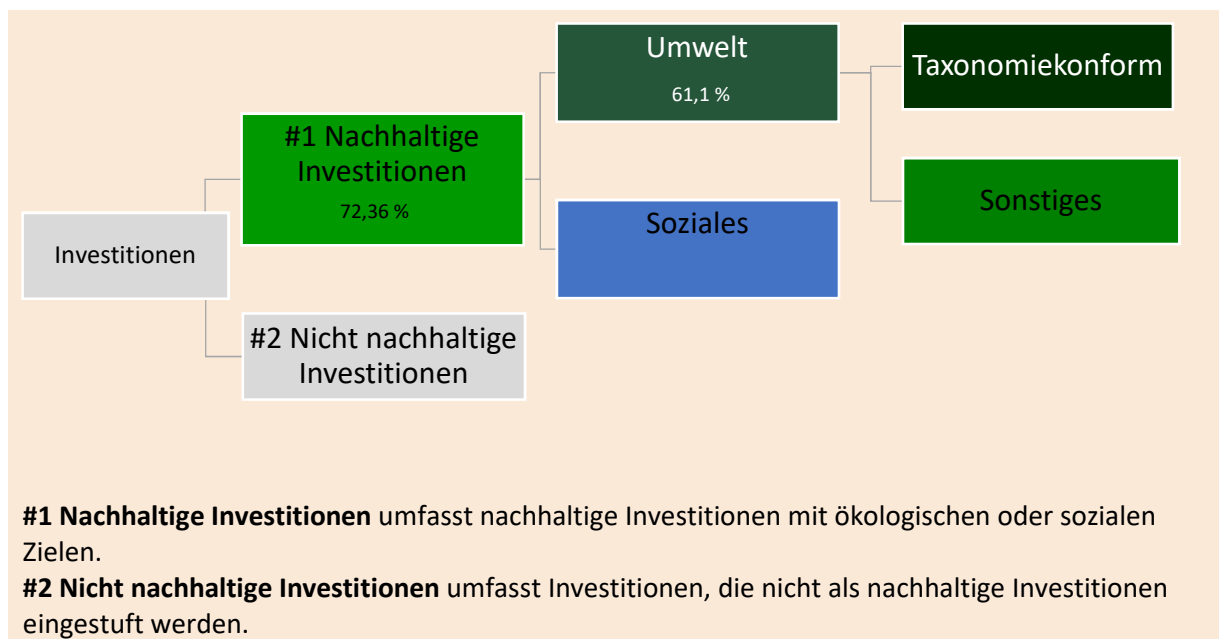 Investitionen
#1 Nachhaltige
Investitionen
72,36 %
#2 Nicht nachhaltige
Investitionen
Umwelt
61,1 %
Soziales
Taxonomiekonform
Sonstiges
#1 Nachhaltige Investitionen umfasst nachhaltige Investitionen mit ökologischen oder sozialen
Zielen.
#2 Nicht nachhaltige Investitionen umfasst Investitionen, die nicht als nachhaltige Investitionen
eingestuft werden.